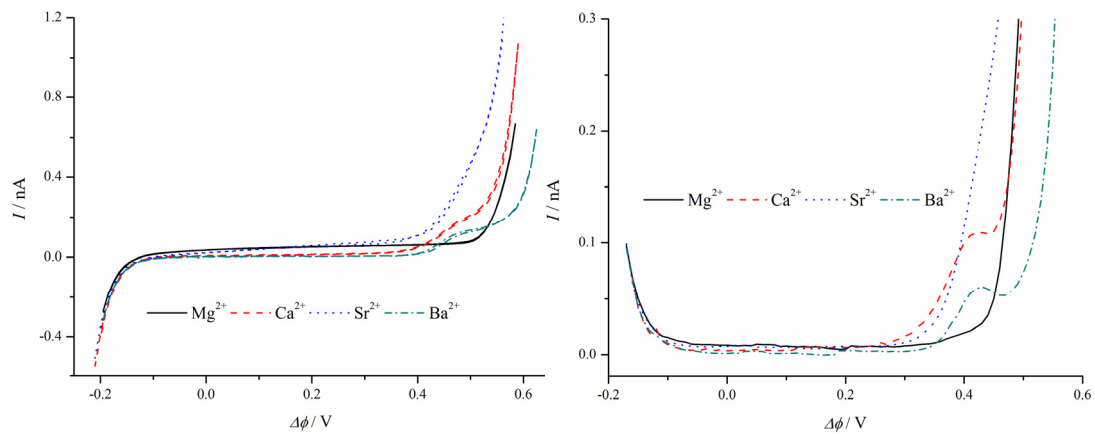 1.2
0.8
0.4
0.0
-0.4
I / nA
Mg²⁺ Ca²⁺ Sr²⁺ Ba²⁺
-0.2 0.0 0.2 0.4 0.6
Δϕ / V
0.3
0.2
0.1
0.0
I / nA
Mg²⁺ Ca²⁺ Sr²⁺ Ba²⁺
-0.2 0.0 0.2 0.4 0.6
Δϕ / V